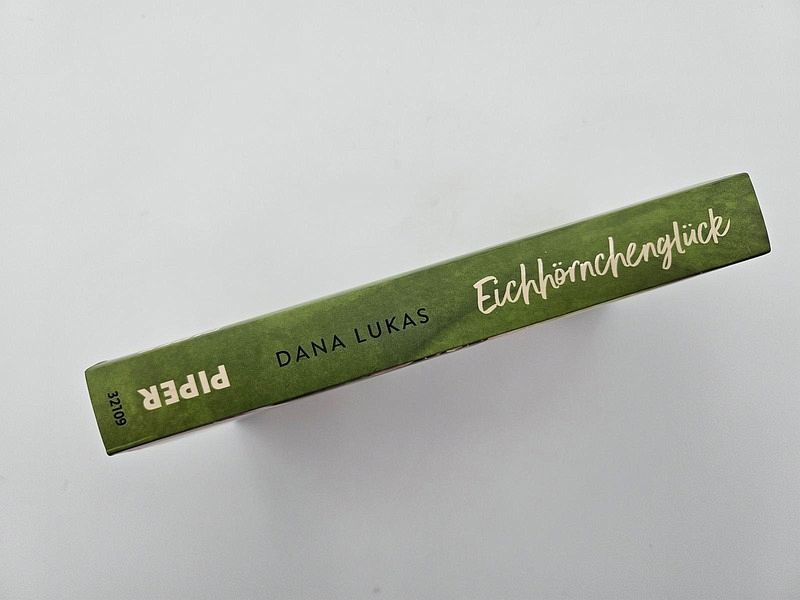 Eichhörnchenglück
DANA LUKAS
PIPER
32109